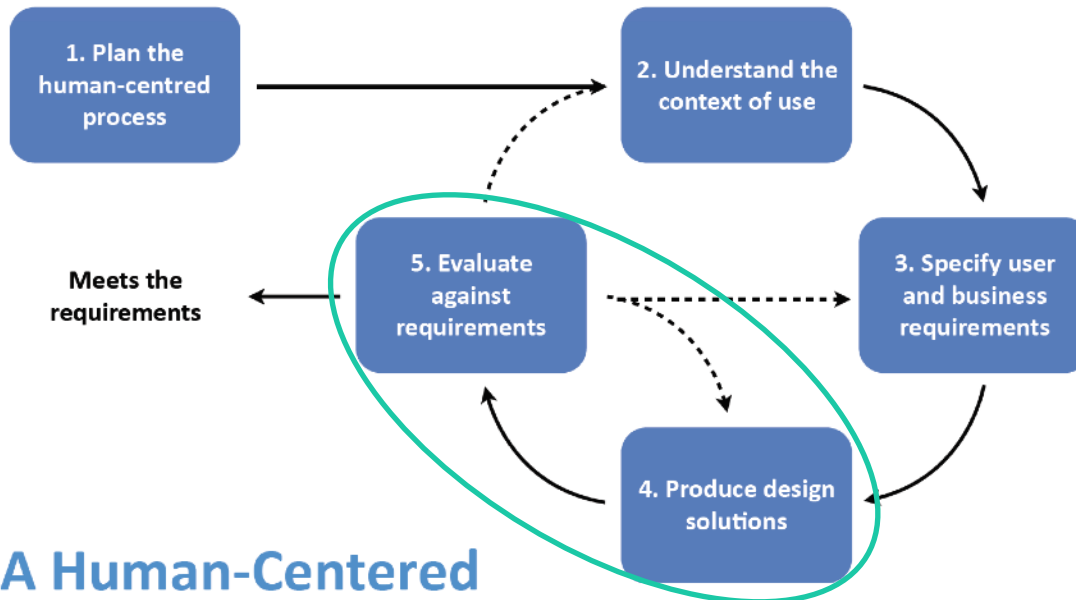 1. Plan the
human-centred
process
2. Understand the
context of use
5. Evaluate
against
requirements
Meets the
requirements
3. Specify user
and business
requirements
4. Produce design
solutions
A Human-Centered